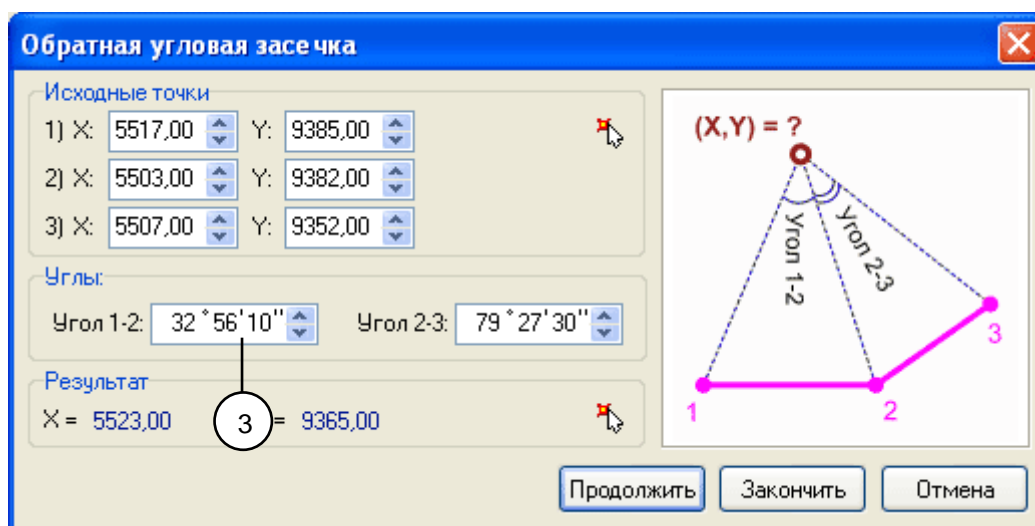 Обратная угловая засечка
Исходные точки
1) X: 5517,00 Y: 9385,00
2) X: 5503,00 Y: 9382,00
3) X: 5507,00 Y: 9352,00
Углы:
Угол 1-2: 32°56'10" Угол 2-3: 79°27'30"
Результат
X = 5523,00 = 9365,00
3
(X,Y) = ?
Угол 1-2
Угол 2-3
1
2
3
Продолжить Закончить Отмена